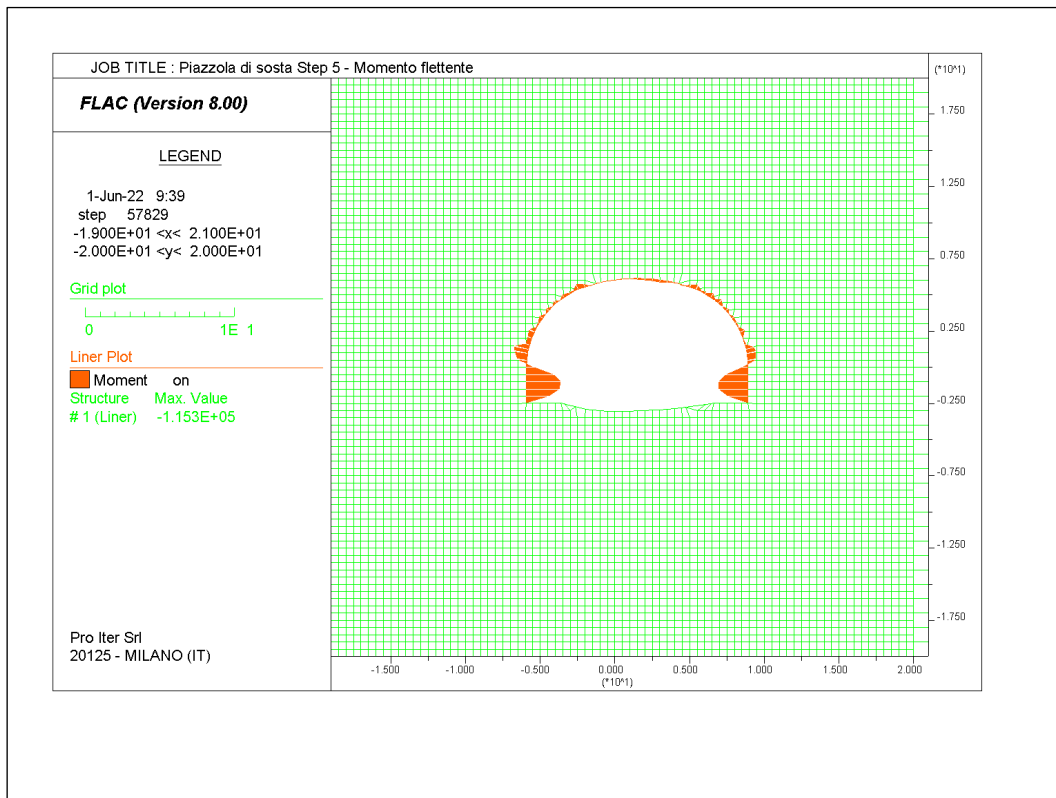 JOB TITLE : Piazzola di sosta Step 5 - Momento flettente
(*10^1)
FLAC (Version 8.00)
LEGEND
1-Jun-22 9:39
step 57829
-1.900E+01 <x< 2.100E+01
-2.000E+01 <y< 2.000E+01
Grid plot
0 1E 1
Liner Plot
Moment on
Structure Max. Value
# 1 (Liner) -1.153E+05
Pro Iter Srl
20125 - MILANO (IT)
1.750
1.250
0.750
0.250
-0.250
-0.750
-1.250
-1.750
-1.500 -1.000 -0.500 0.000 0.500 1.000 1.500 2.000
(*10^1)